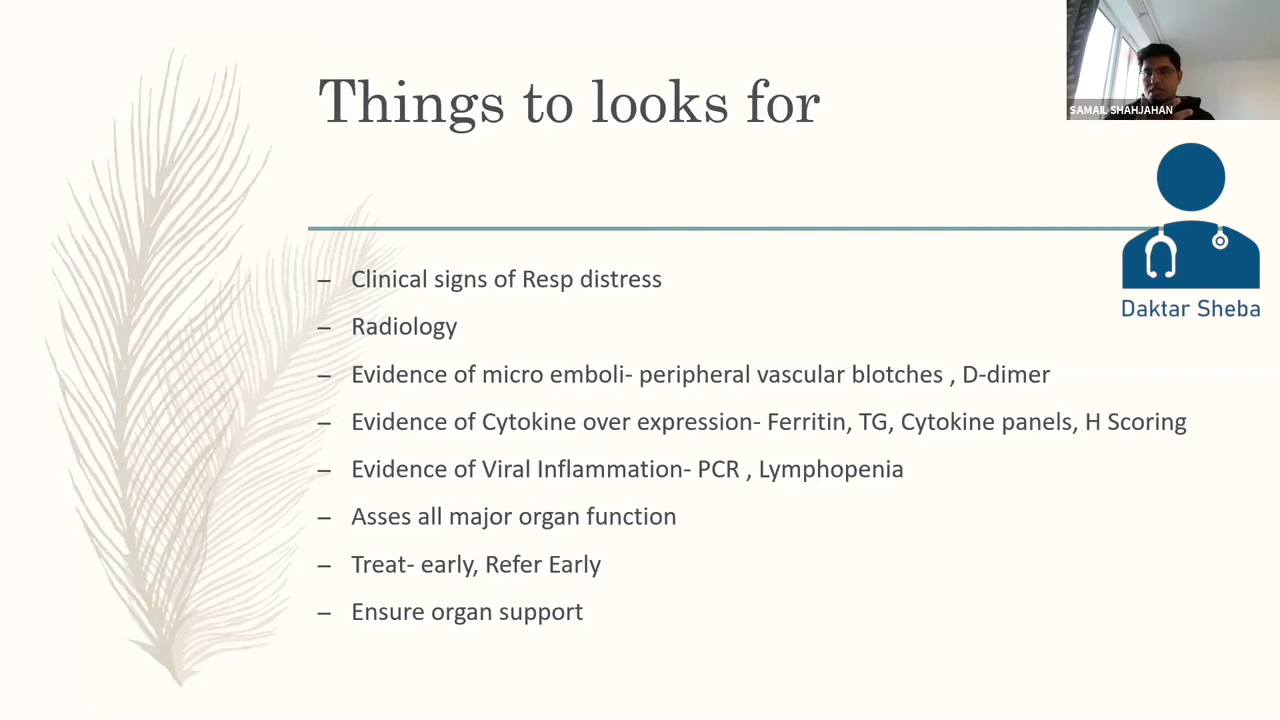 Things to looks for
SAMAIL SHAHJAHAN
Daktar Sheba
– Clinical signs of Resp distress
– Radiology
– Evidence of micro emboli- peripheral vascular blotches , D-dimer
– Evidence of Cytokine over expression- Ferritin, TG, Cytokine panels, H Scoring
– Evidence of Viral Inflammation- PCR , Lymphopenia
– Asses all major organ function
– Treat- early, Refer Early
– Ensure organ support